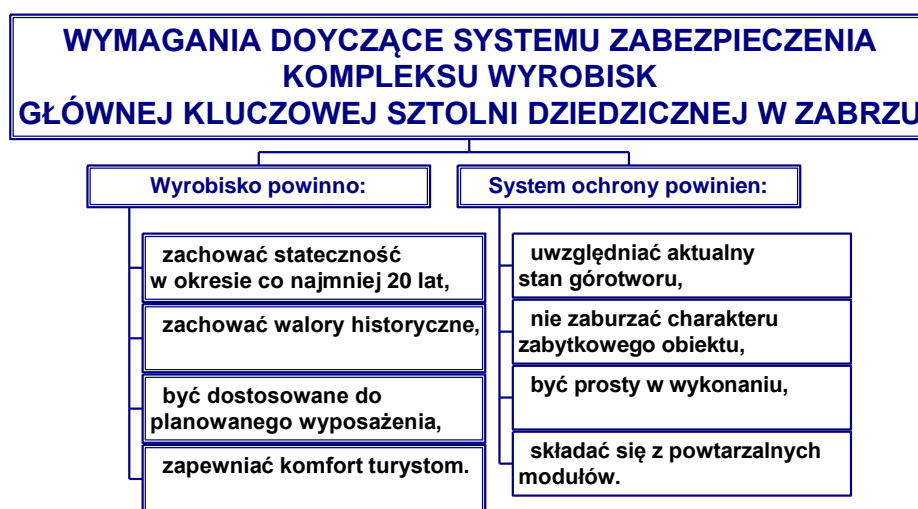 WYMAGANIA DOYCZĄCE SYSTEMU ZABEZPIECZENIA
KOMPLEKSU WYROBISK
GŁÓWNEJ KLUCZOWEJ SZTOLNI DZIEDZICZNEJ W ZABRZU
Wyrobisko powinno:
zachować stateczność
w okresie co najmniej 20 lat,
zachować walory historyczne,
być dostosowane do
planowanego wyposażenia,
zapewniać komfort turystom.
System ochrony powinien:
uwzględniać aktualny
stan górotworu,
nie zaburzać charakteru
zabytkowego obiektu,
być prosty w wykonaniu,
składać się z powtarzalnych
modułów.